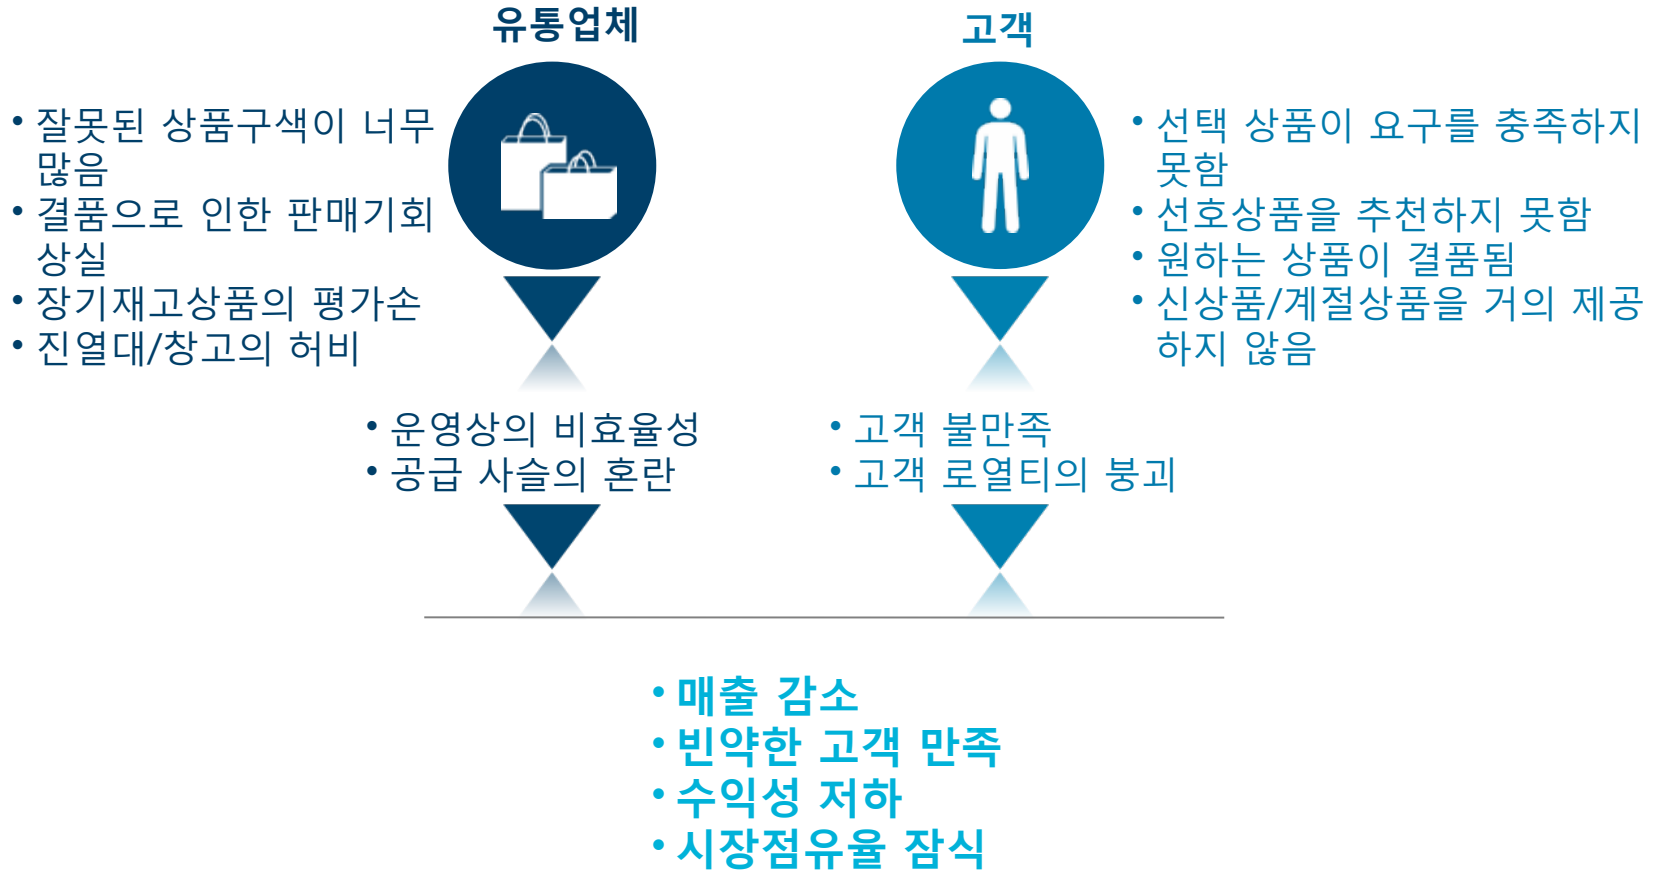 유통업체
• 잘못된 상품구색이 너무
많음
• 결품으로 인한 판매기회
상실
• 장기재고상품의 평가손
• 진열대/창고의 허비
• 운영상의 비효율성
• 공급 사슬의 혼란
고객
• 선택 상품이 요구를 충족하지
못함
• 선호상품을 추천하지 못함
• 원하는 상품이 결품됨
• 신상품/계절상품을 거의 제공
하지 않음
• 고객 불만족
• 고객 로열티의 붕괴
• 매출 감소
• 빈약한 고객 만족
• 수익성 저하
• 시장점유율 잠식